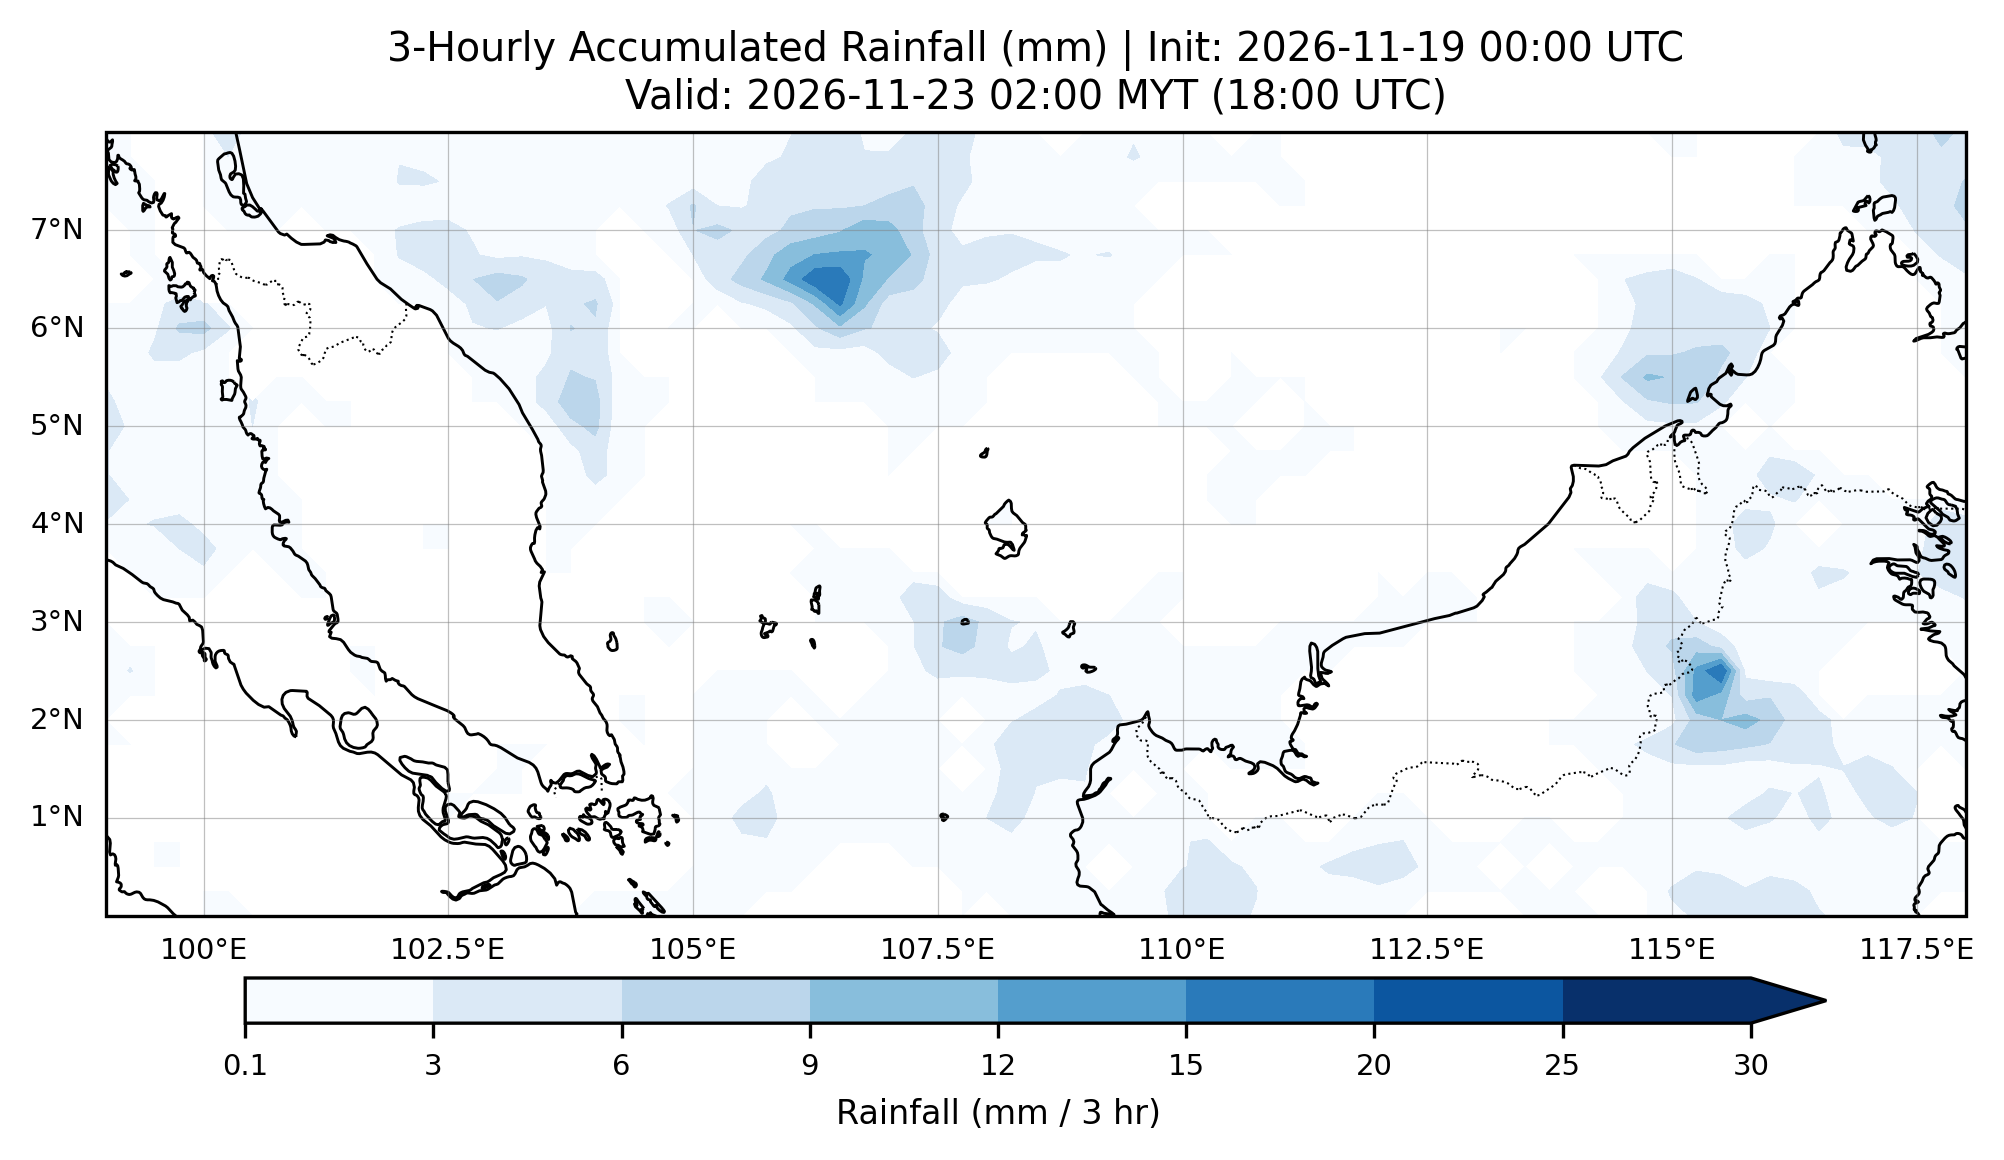 3-Hourly Accumulated Rainfall (mm) | Init: 2026-11-19 00:00 UTC
Valid: 2026-11-23 02:00 MYT (18:00 UTC)
7°N
6°N
5°N
4°N
3°N
2°N
1°N
100°E 102.5°E 105°E 107.5°E 110°E 112.5°E 115°E 117.5°E
0.1 3 6 9 12 15 20 25 30
Rainfall (mm / 3 hr)